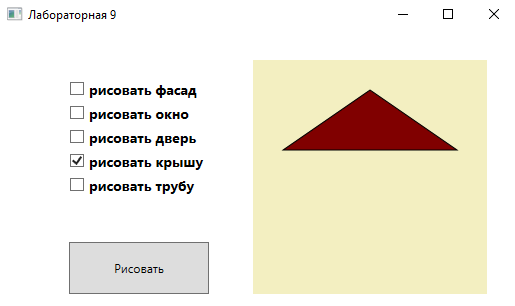 Лабораторная 9
рисовать фасад
рисовать окно
рисовать дверь
рисовать крышу
рисовать трубу
Рисовать